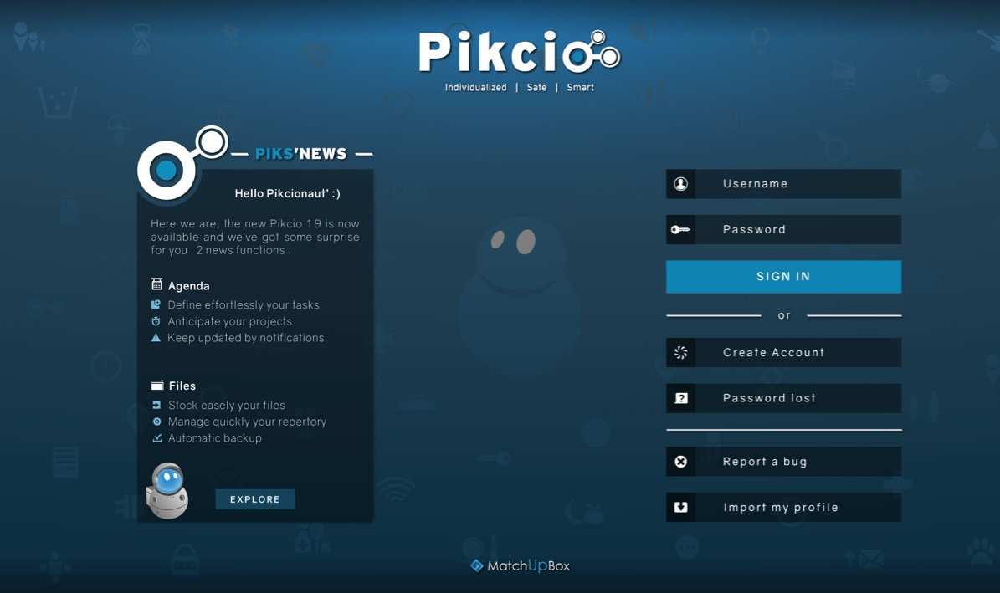 Pikcio
Individualized | Safe | Smart
PIKS'NEWS
Hello Pikcionaut' :)
Here we are, the new Pikcio 1.9 is now
available and we've got some surprise
for you : 2 news functions :
Agenda
Define effortlessly your tasks
Anticipate your projects
Keep updated by notifications
Files
Stock easely your files
Manage quickly your repertory
Automatic backup
EXPLORE
Username
Password
SIGN IN
or
Create Account
Password lost
Report a bug
Import my profile
MatchUpBox